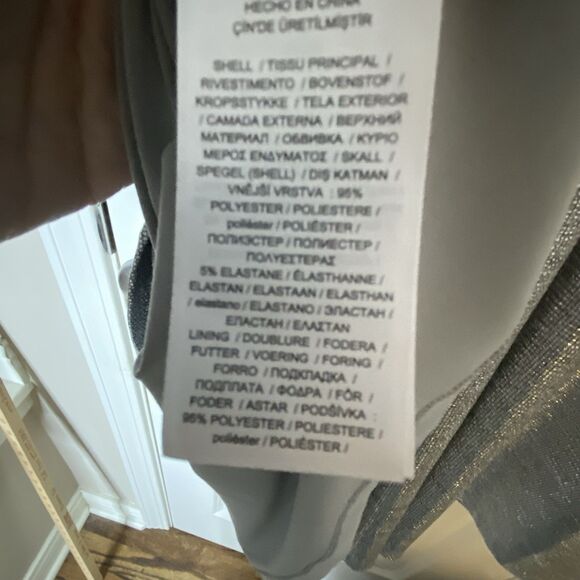 HECHO EN CHINA
ÇİN'DE ÜRETİLMİŞTİR
SHELL / TISSU PRINCIPAL /
RIVESTIMENTO / BOVENSTOF /
KROPSSTYKKE / TELA EXTERIOR
/ CAMADA EXTERNA / ВЕРХНИЙ
МАТЕРИАЛ / ОБВИВКА / ΚΥΡΙΟ
ΜΕΡΟΣ ΕΝΔΥΜΑΤΟΣ / SKALL /
SPEGEL (SHELL) / DIŞ KATMAN /
VNĚJŠÍ VRSTVA : 95%
POLYESTER / POLIESTERE /
poliéster / POLIÉSTER /
ПОЛИЭСТЕР / ПОЛИЕСТЕР /
ΠΟΛΥΕΣΤΕΡΑΣ
5% ELASTANE / ÉLASTHANNE /
ELASTAN / ELASTAAN / ELASTHAN
/ elastano / ELASTANO / ЭЛАСТАН /
ЕЛАСТАН / ΕΛΑΣΤΑΝ
LINING / DOUBLURE / FODERA /
FUTTER / VOERING / FORING /
FORRO / ПОДКЛАДКА /
ПОДПЛАТА / ΦΟΔΡΑ / FÔR /
FODER / ASTAR / PODŠÍVKA :
95% POLYESTER / POLIESTERE /
poliéster / POLIÉSTER /